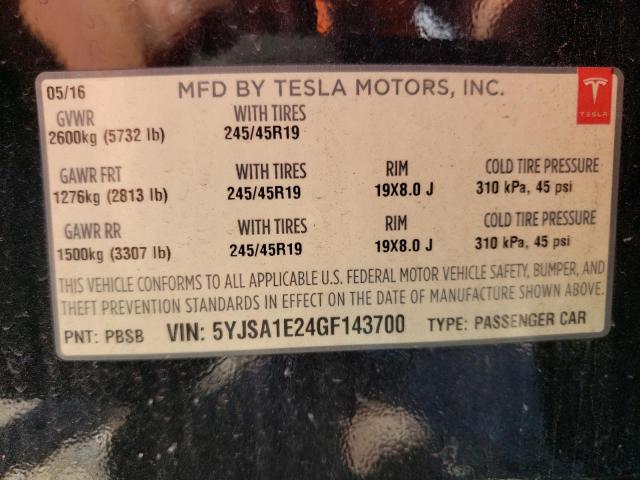 05/16 MFD BY TESLA MOTORS, INC.
TESLA
GVWR WITH TIRES
2600kg (5732 lb) 245/45R19
GAWR FRT WITH TIRES RIM COLD TIRE PRESSURE
1276kg (2813 lb) 245/45R19 19X8.0 J 310 kPa, 45 psi
GAWR RR WITH TIRES RIM COLD TIRE PRESSURE
1500kg (3307 lb) 245/45R19 19X8.0 J 310 kPa, 45 psi
THIS VEHICLE CONFORMS TO ALL APPLICABLE U.S. FEDERAL MOTOR VEHICLE SAFETY, BUMPER, AND
THEFT PREVENTION STANDARDS IN EFFECT ON THE DATE OF MANUFACTURE SHOWN ABOVE.
PNT: PBSB VIN: 5YJSA1E24GF143700 TYPE: PASSENGER CAR